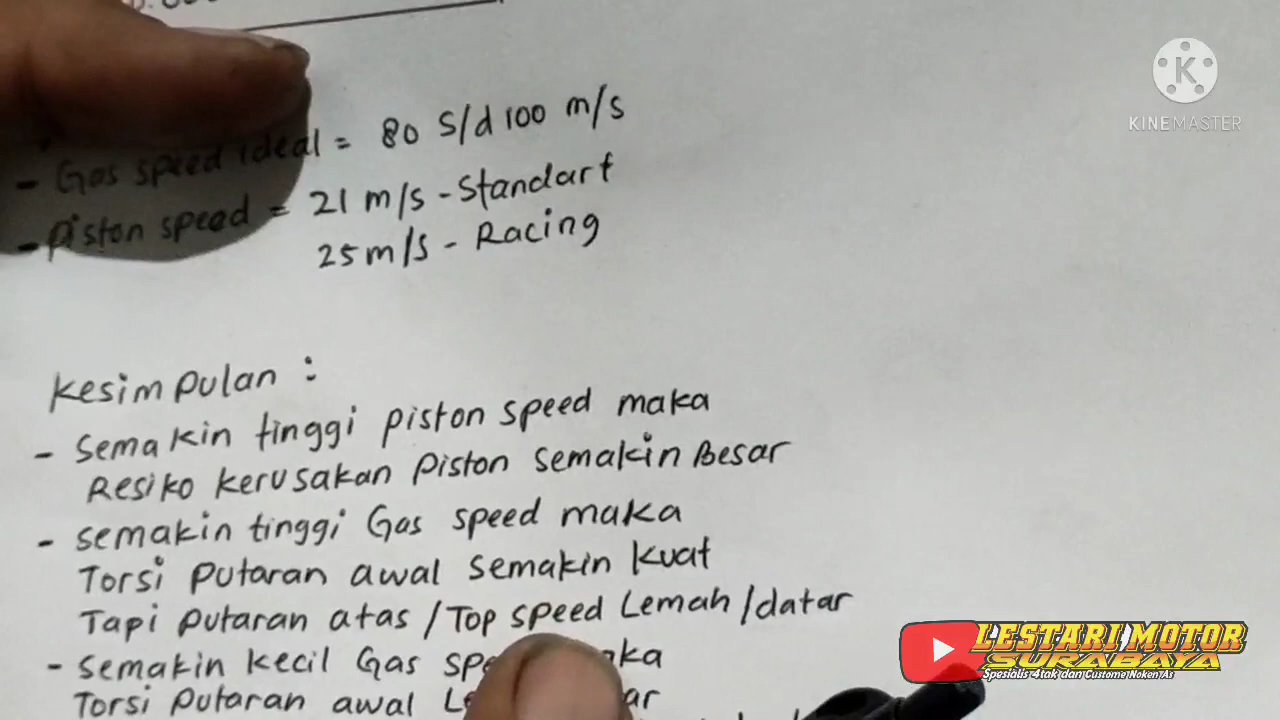 - Gas speed ideal = 80 S/d 100 m/s
- Piston speed = 21 m/s - Standart
25 m/s - Racing
Kesimpulan :
- Semakin tinggi piston speed maka
Resiko kerusakan Piston semakin Besar
- semakin tinggi Gas speed maka
Torsi Putaran awal semakin kuat
Tapi Putaran atas / Top speed Lemah / datar
- semakin kecil Gas
Torsi Putaran awal
K
KINEMASTER
LESTARI MOTOR
SURABAYA
Spesialis 4tak dan Custome Noken As